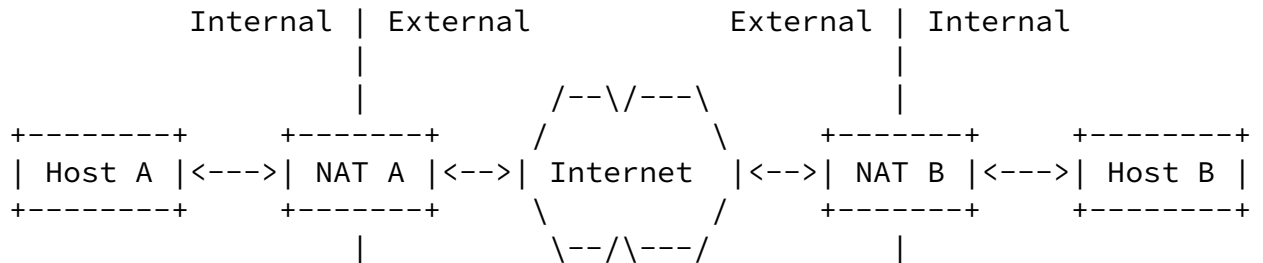 Internal | External External | Internal
Host A NAT A Internet NAT B Host B